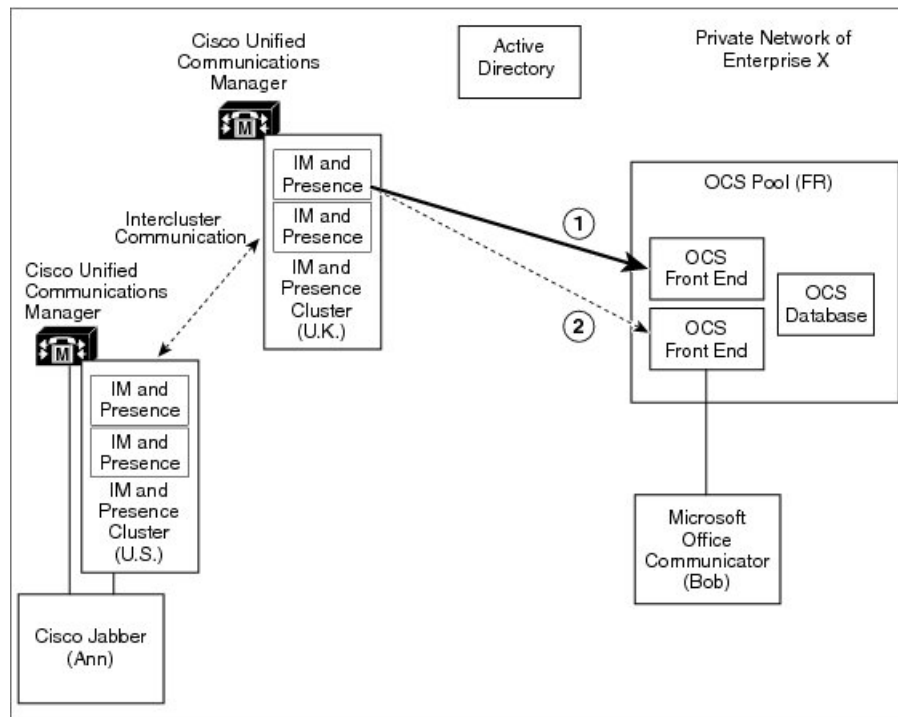 Cisco Unified
Communications
Manager
M
Active
Directory
Private Network of
Enterprise X
IM and
Presence
IM and
Presence
IM and
Presence
Cluster
(U.K.)
Intercluster
Communication
1
2
OCS Pool (FR)
OCS
Front End
OCS
Front End
OCS
Database
Cisco Unified
Communications
Manager
M
IM and
Presence
IM and
Presence
IM and
Presence
Cluster
(U.S.)
Microsoft
Office
Communicator
(Bob)
Cisco Jabber
(Ann)